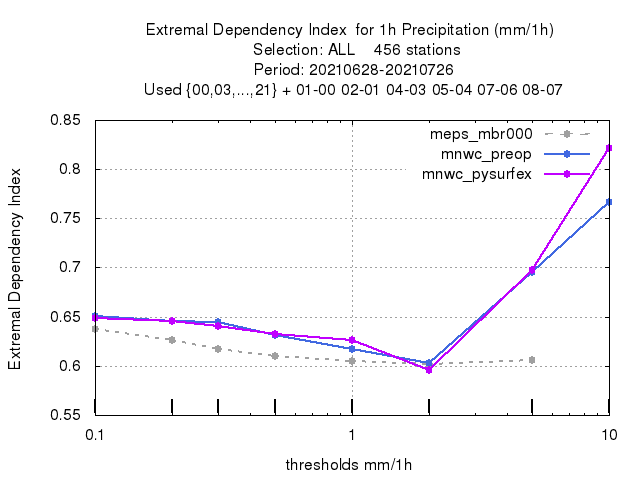 Extremal Dependency Index  for 1h Precipitation (mm/1h)
Selection: ALL    456 stations
Period: 20210628-20210726
Used {00,03,...,21} + 01-00 02-01 04-03 05-04 07-06 08-07
meps_mbr000
mnwc_preop
mnwc_pysurfex
Extremal Dependency Index
0.85
0.8
0.75
0.7
0.65
0.6
0.55
0.1
1
10
thresholds mm/1h